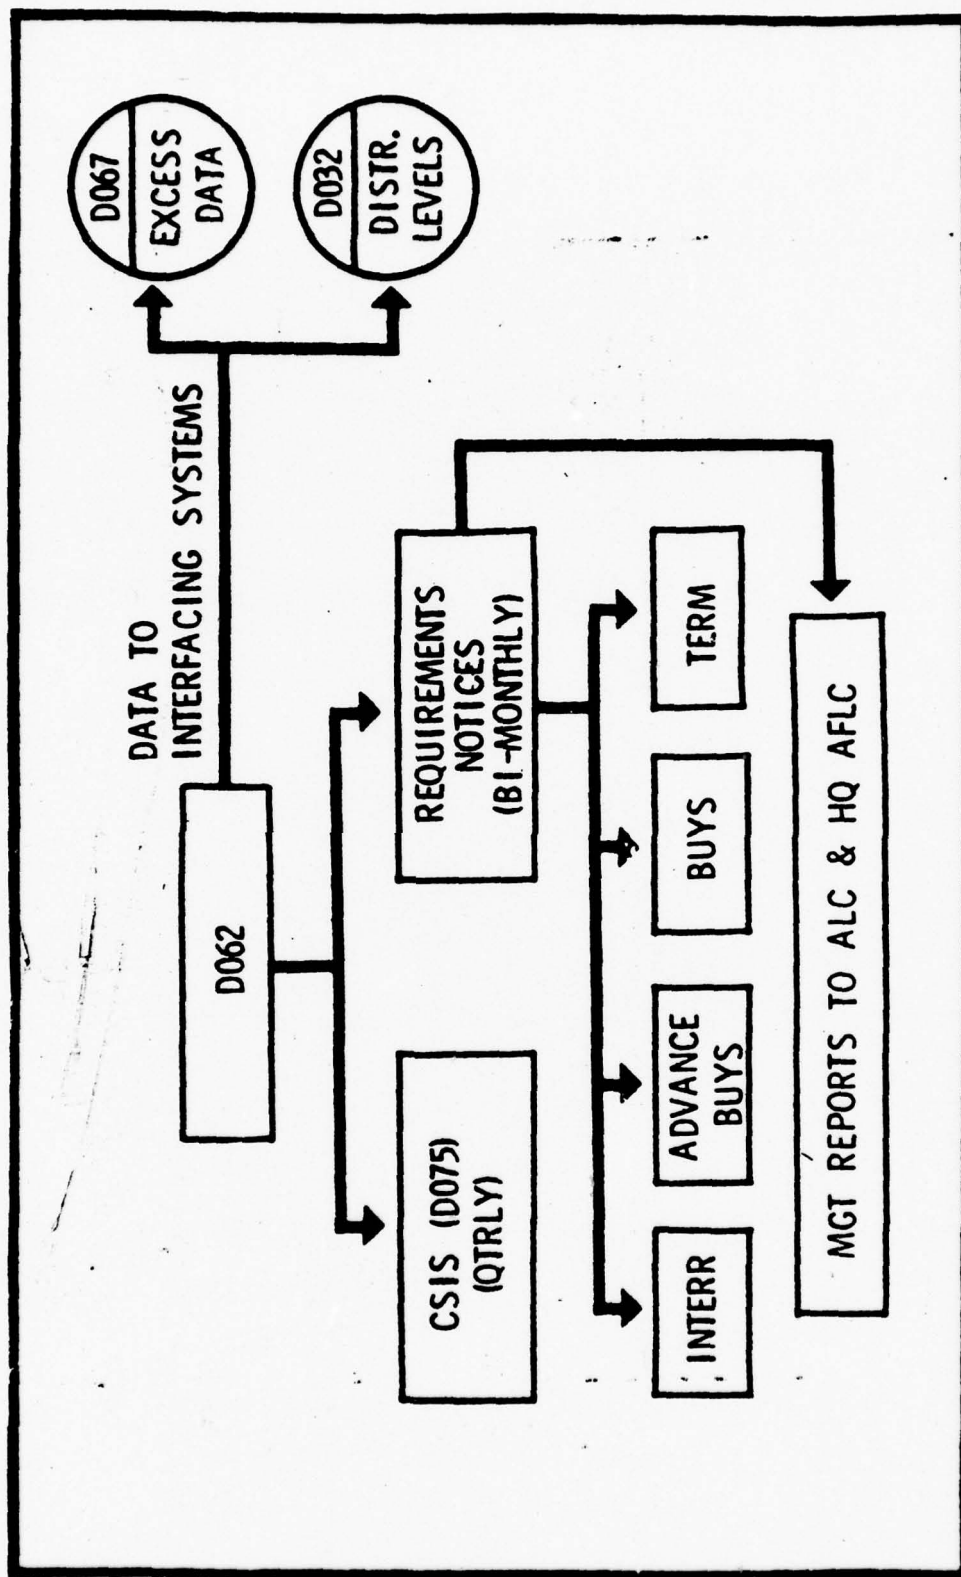 D062
DATA TO
INTERFACING SYSTEMS
D067
EXCESS
DATA
D032
DISTR.
LEVELS
CSIS (D075)
(QTRLY)
REQUIREMENTS
NOTICES
(BI-MONTHLY)
INTERR
ADVANCE
BUYS
BUYS
TERM
MGT REPORTS TO ALC & HQ AFLC